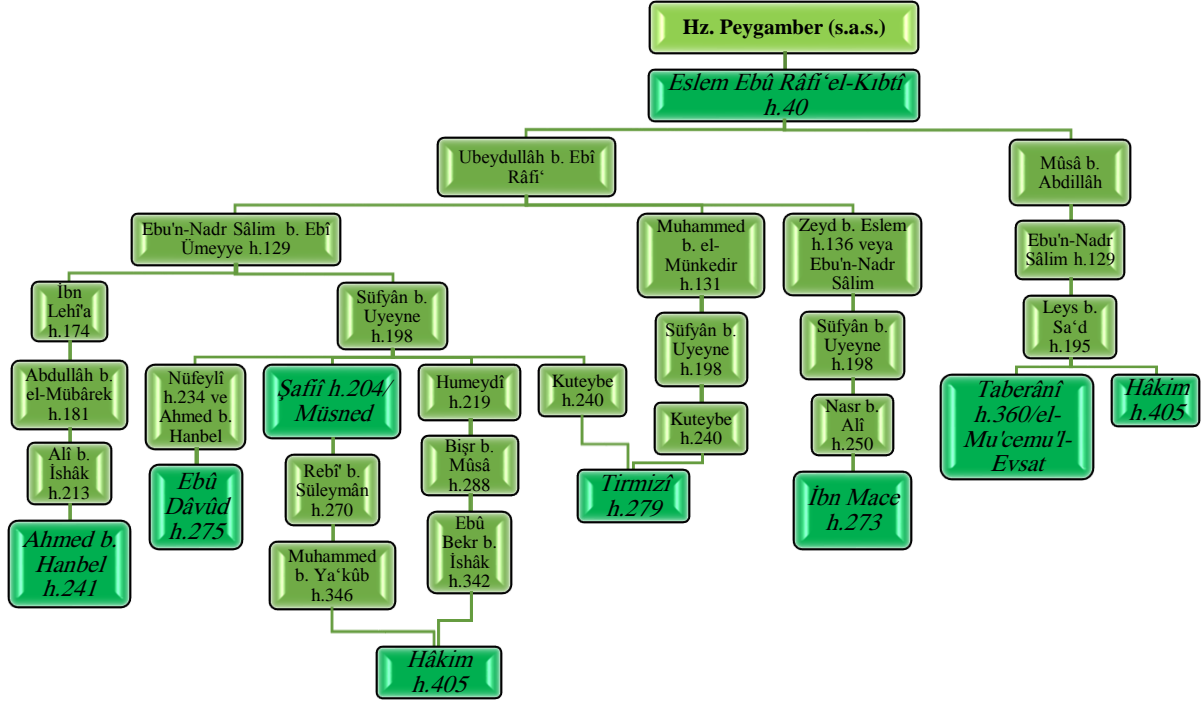 Hz. Peygamber (s.a.s.)
Eslem Ebû Râfi‘el-Kıbtî
h.40
Ubeydullâh b. Ebî
Râfi‘
Mûsâ b.
Abdillâh
Ebu'n-Nadr Sâlim b. Ebî
Ümeyye h.129
Muhammed
b. el-
Münkedir
h.131
Zeyd b. Eslem
h.136 veya
Ebu'n-Nadr
Sâlim
Ebu'n-Nadr
Sâlim h.129
İbn
Lehî'a
h.174
Süfyân b.
Uyeyne
h.198
Süfyân b.
Uyeyne
h.198
Süfyân b.
Uyeyne
h.198
Leys b.
Sa‘d
h.195
Abdullâh b.
el-Mübârek
h.181
Nüfeylî
h.234 ve
Ahmed b.
Hanbel
Şafiî h.204/
Müsned
Humeydî
h.219
Kuteybe
h.240
Kuteybe
h.240
Nasr b.
Alî
h.250
Taberânî
h.360/el-
Mu'cemu'l-
Evsat
Hâkim
h.405
Alî b.
İshâk
h.213
Ebû
Dâvûd
h.275
Rebî' b.
Süleymân
h.270
Bişr b.
Mûsâ
h.288
Tirmizî
h.279
İbn Mace
h.273
Ahmed b.
Hanbel
h.241
Muhammed
b. Ya‘kûb
h.346
Ebû
Bekr b.
İshâk
h.342
Hâkim
h.405